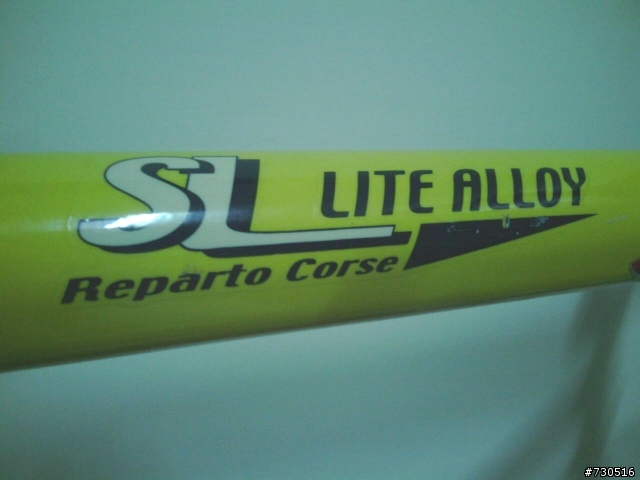 SL LITE ALLOY
Reparto Corse
#730516